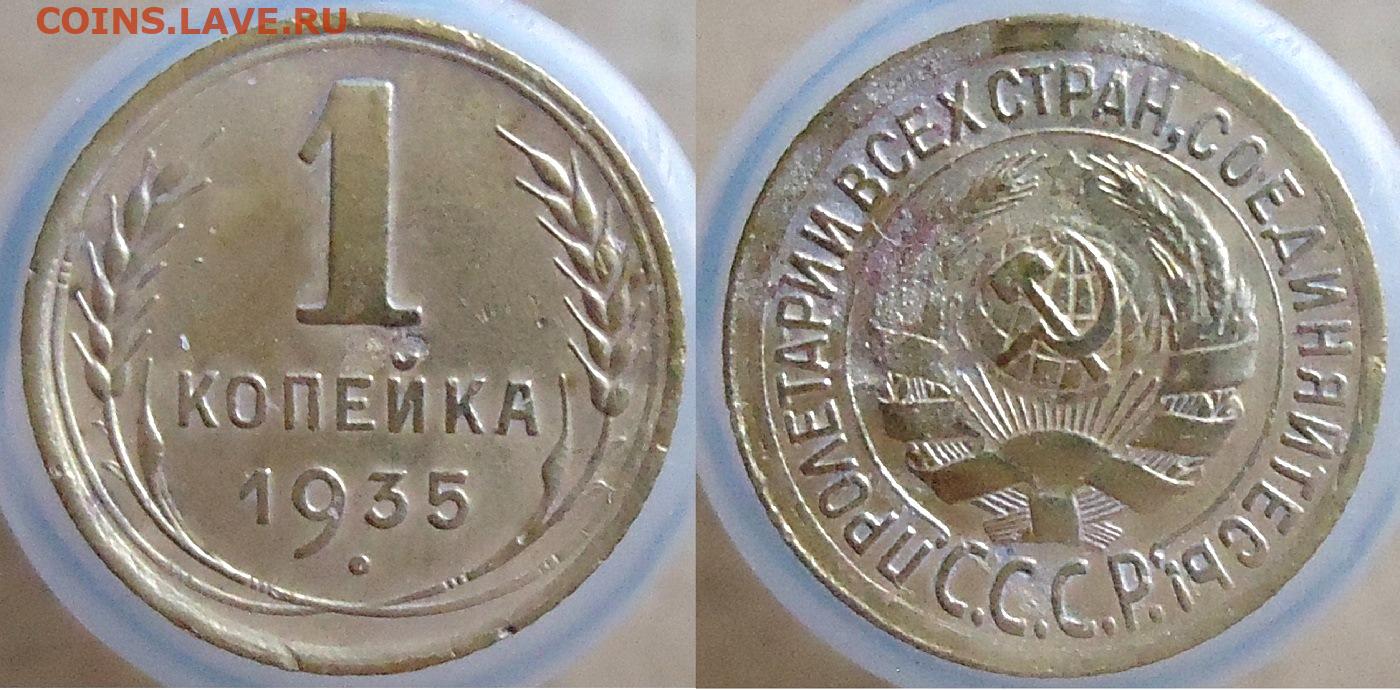 COINS.LAVE.RU
1
КОПЕЙКА
1935
ПРОЛЕТАРИИ ВСЕХ СТРАН, СОЕДИНЯЙТЕСЬ!
С.С.С.Р.